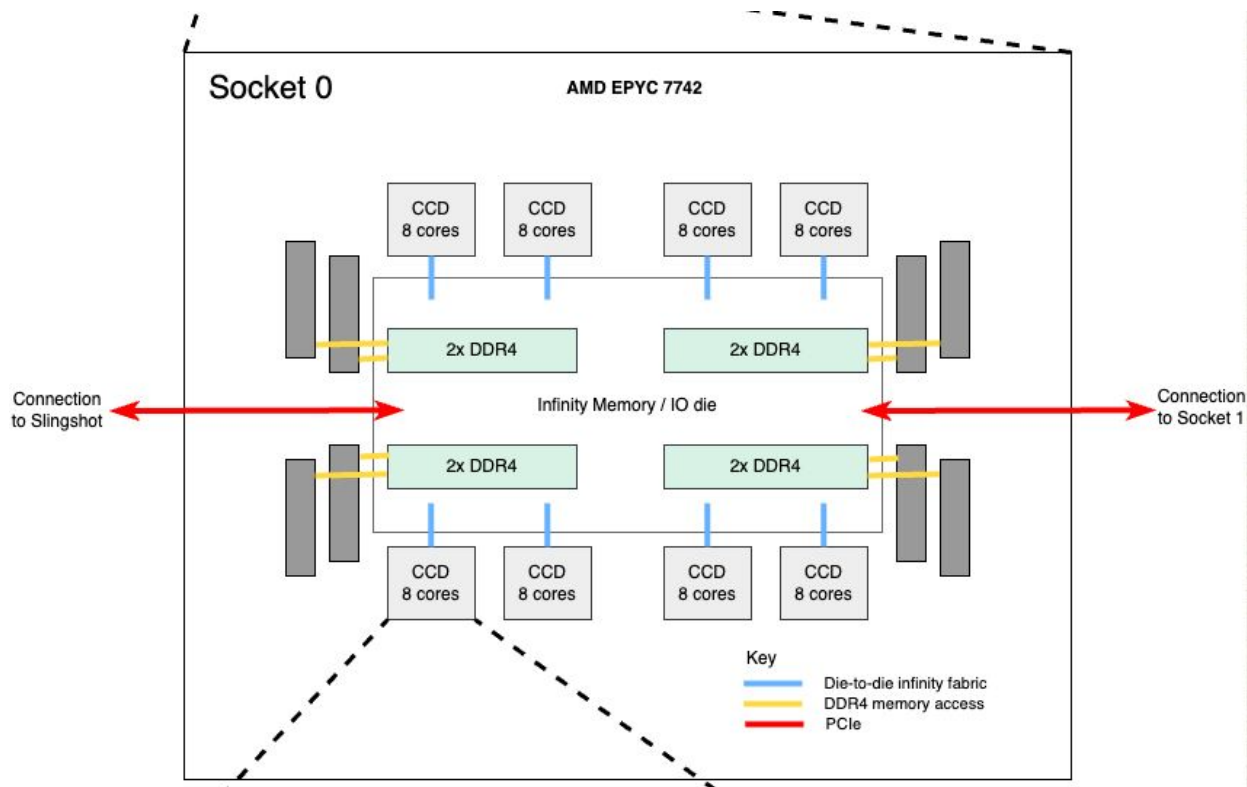 Socket 0
AMD EPYC 7742
CCD
8 cores
CCD
8 cores
CCD
8 cores
CCD
8 cores
2x DDR4
2x DDR4
Connection
to Slingshot
Infinity Memory / IO die
Connection
to Socket 1
2x DDR4
2x DDR4
CCD
8 cores
CCD
8 cores
CCD
8 cores
CCD
8 cores
Key
Die-to-die infinity fabric
DDR4 memory access
PCIe